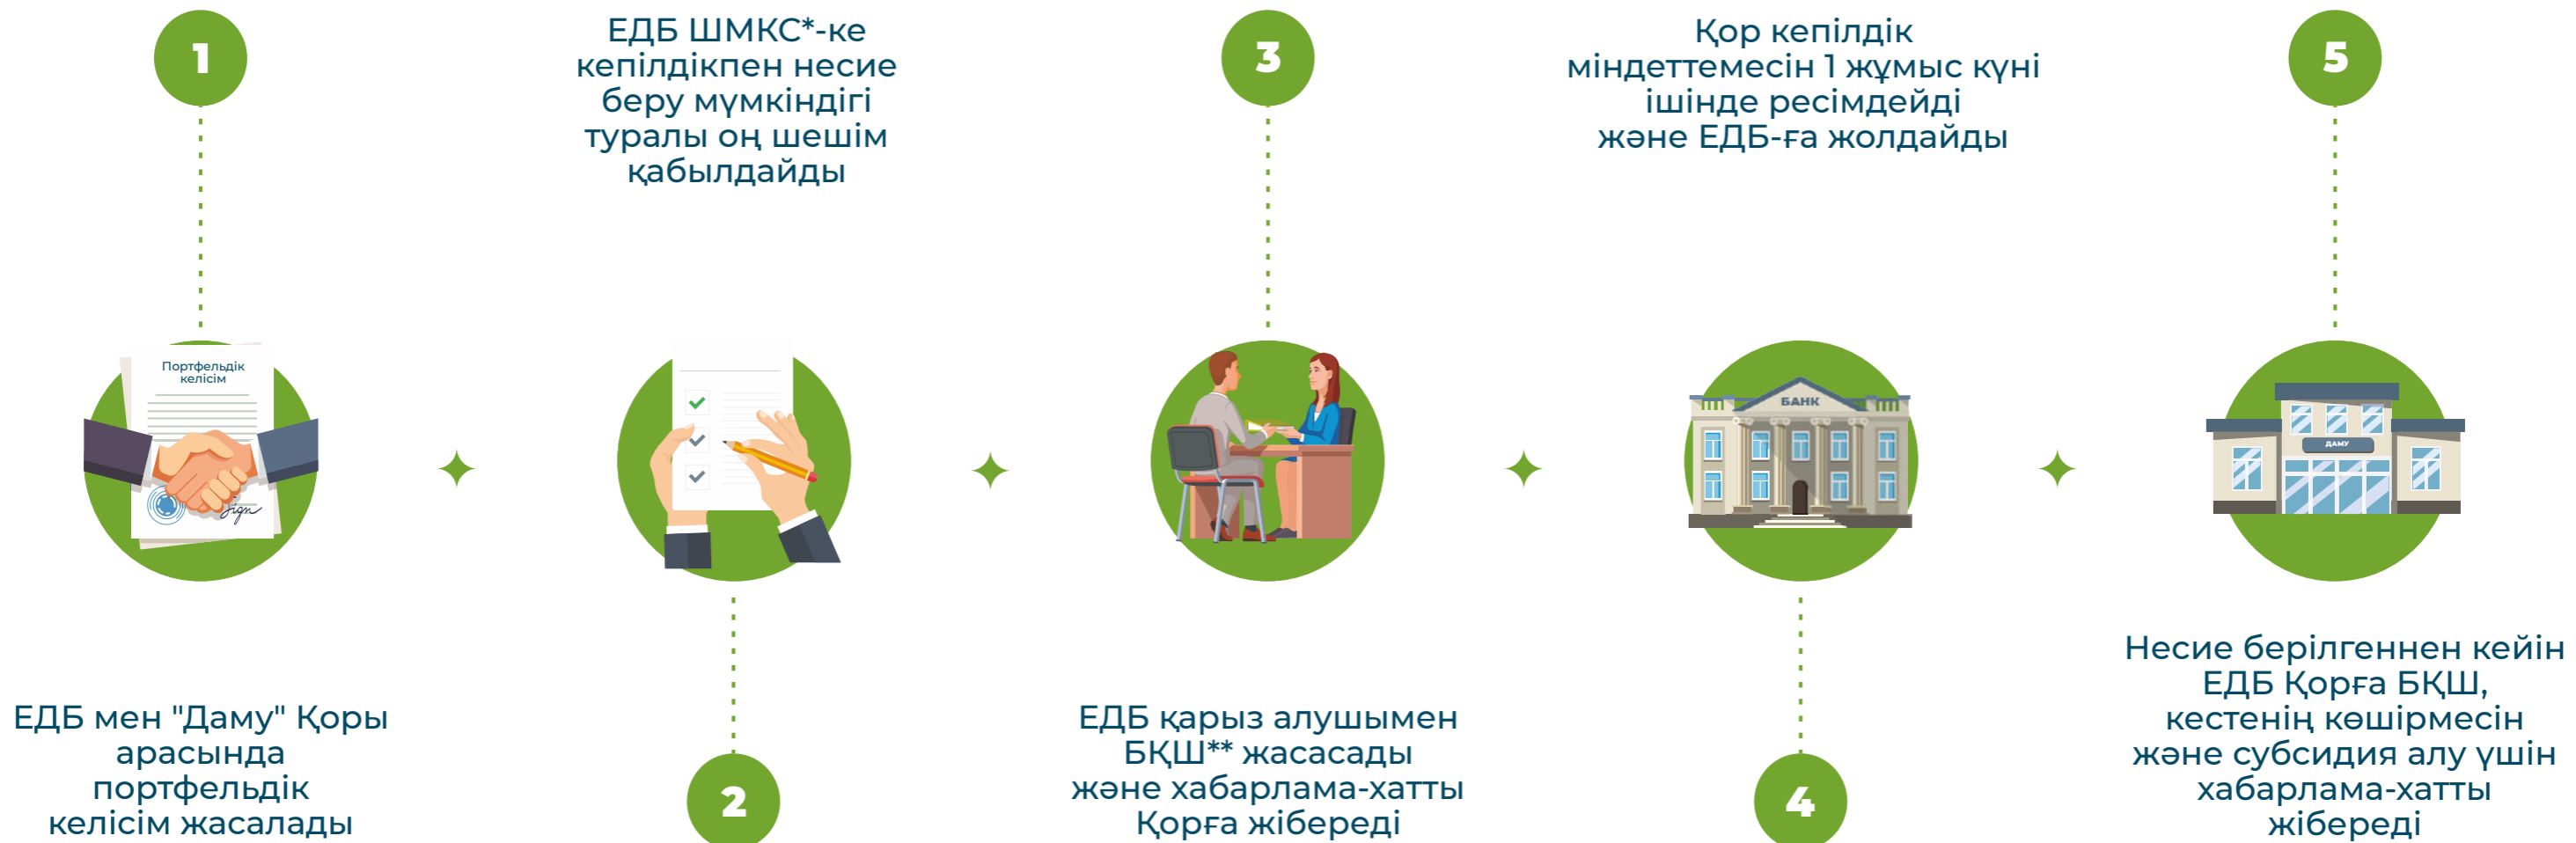 1
Портфельдік
келісім
Sign
ЕДБ мен "Даму" Қоры
арасында
портфельдік
келісім жасалады
ЕДБ ШМКС*-ке
кепілдікпен несие
беру мүмкіндігі
туралы оң шешім
қабылдайды
2
3
ЕДБ қарыз алушымен
БҚШ** жасасады
және хабарлама-хатты
Қорға жібереді
Қор кепілдік
міндеттемесін 1 жұмыс күні
ішінде ресімдейді
және ЕДБ-ға жолдайды
БАНК
4
5
ДАМУ
Несие берілгеннен кейін
ЕДБ Қорға БҚШ,
кестенің көшірмесін
және субсидия алу үшін
хабарлама-хатты
жібереді